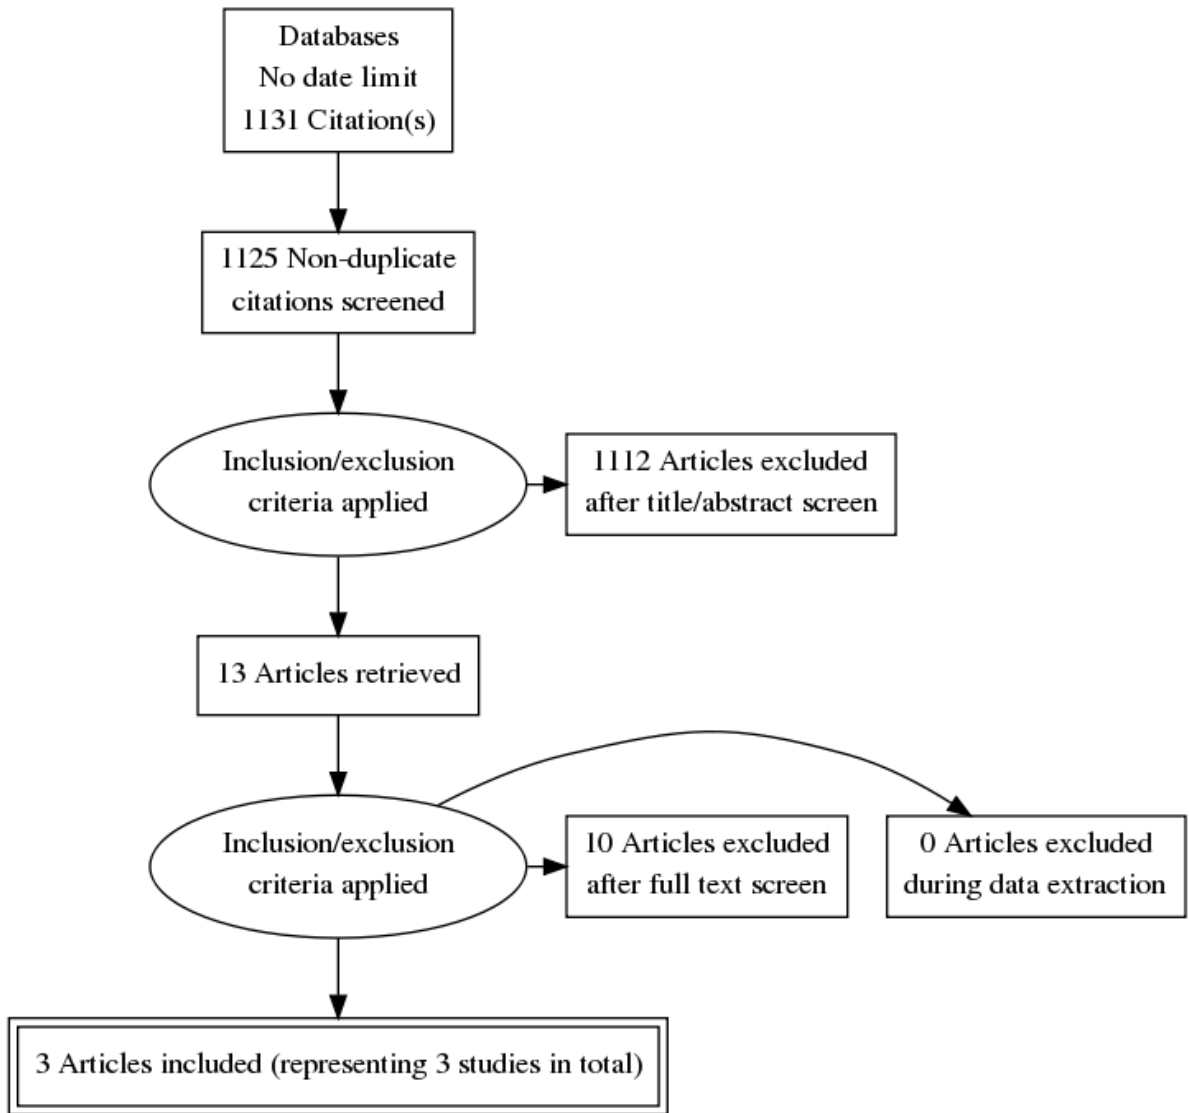 Databases
No date limit
1131 Citation(s)
1125 Non-duplicate
citations screened
Inclusion/exclusion
criteria applied
1112 Articles excluded
after title/abstract screen
13 Articles retrieved
Inclusion/exclusion
criteria applied
10 Articles excluded
after full text screen
0 Articles excluded
during data extraction
3 Articles included (representing 3 studies in total)